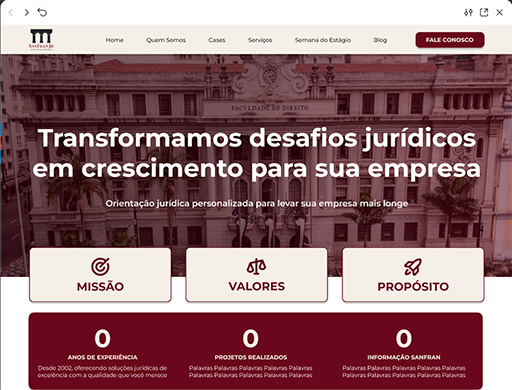 SANFRAN JR.
Home
Quem Somos
Cases
Serviços
Semana do Estágio
Blog
FALE CONOSCO
FACVLDADE DE DIREITO
Transformamos desafios jurídicos
em crescimento para sua empresa
Orientação jurídica personalizada para levar sua empresa mais longe
MISSÃO
VALORES
PROPÓSITO
0
ANOS DE EXPERIÊNCIA
Desde 2002, oferecendo soluções jurídicas de
excelência com a qualidade que você merece
0
PROJETOS REALIZADOS
Palavras Palavras Palavras Palavras
Palavras Palavras Palavras Palavras
0
INFORMAÇÃO SANFRAN
Palavras Palavras Palavras Palavras
Palavras Palavras Palavras Palavras